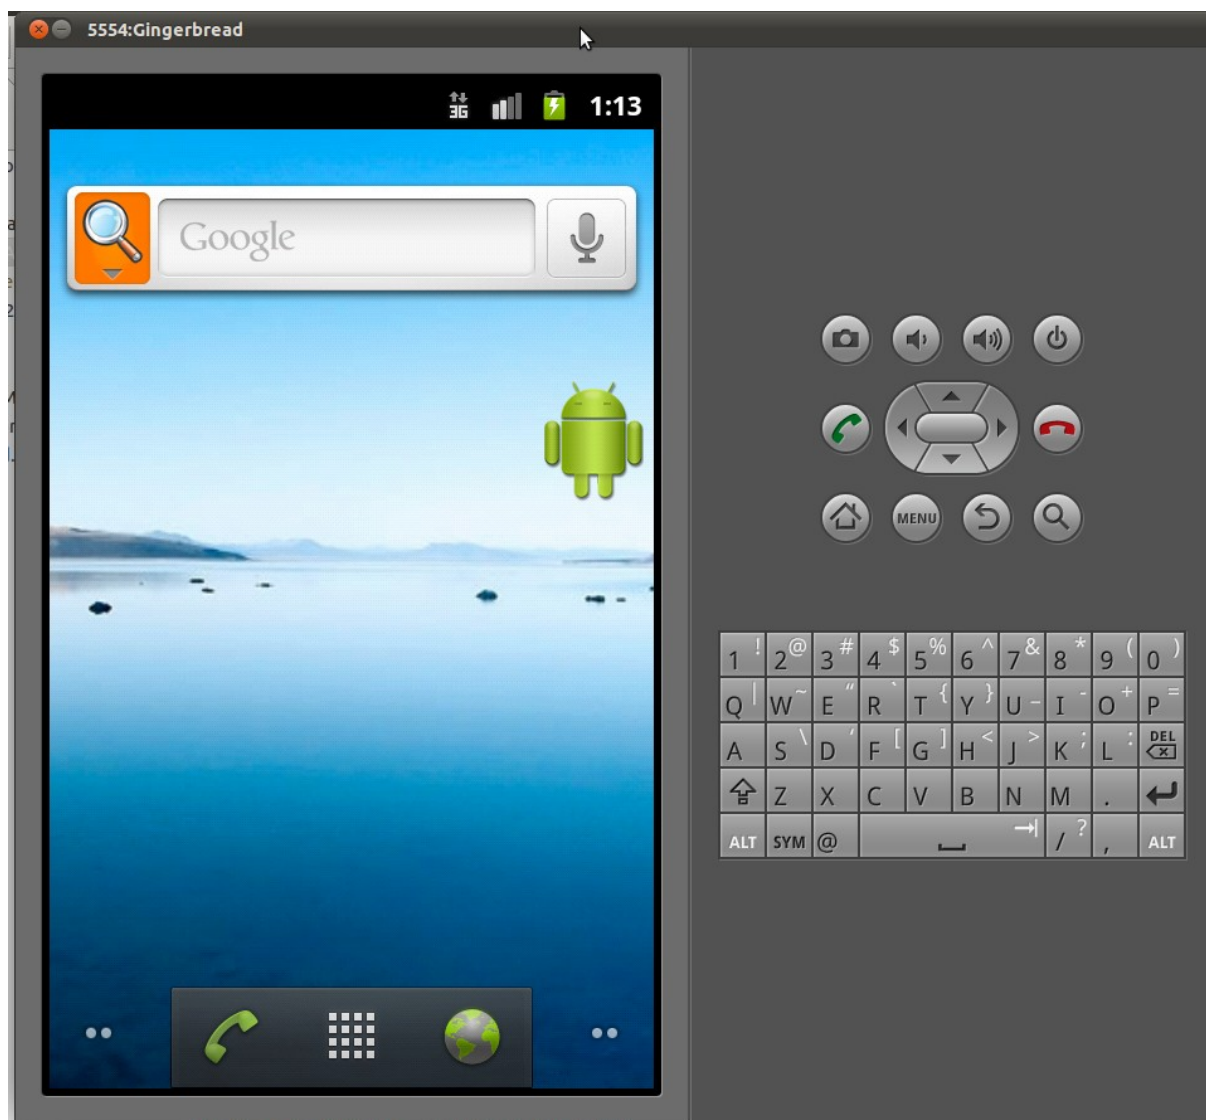 5554:Gingerbread
3G 1:13
Google
MENU
1 ! 2 @ 3 # 4 $ 5 % 6 ^ 7 & 8 * 9 ( 0 )
Q | W ~ E " R ` T { Y } U _ I - O + P =
A S \ D ' F [ G ] H < J > K ; L : DEL
Z X C V B N M .
ALT SYM @ / ? , ALT